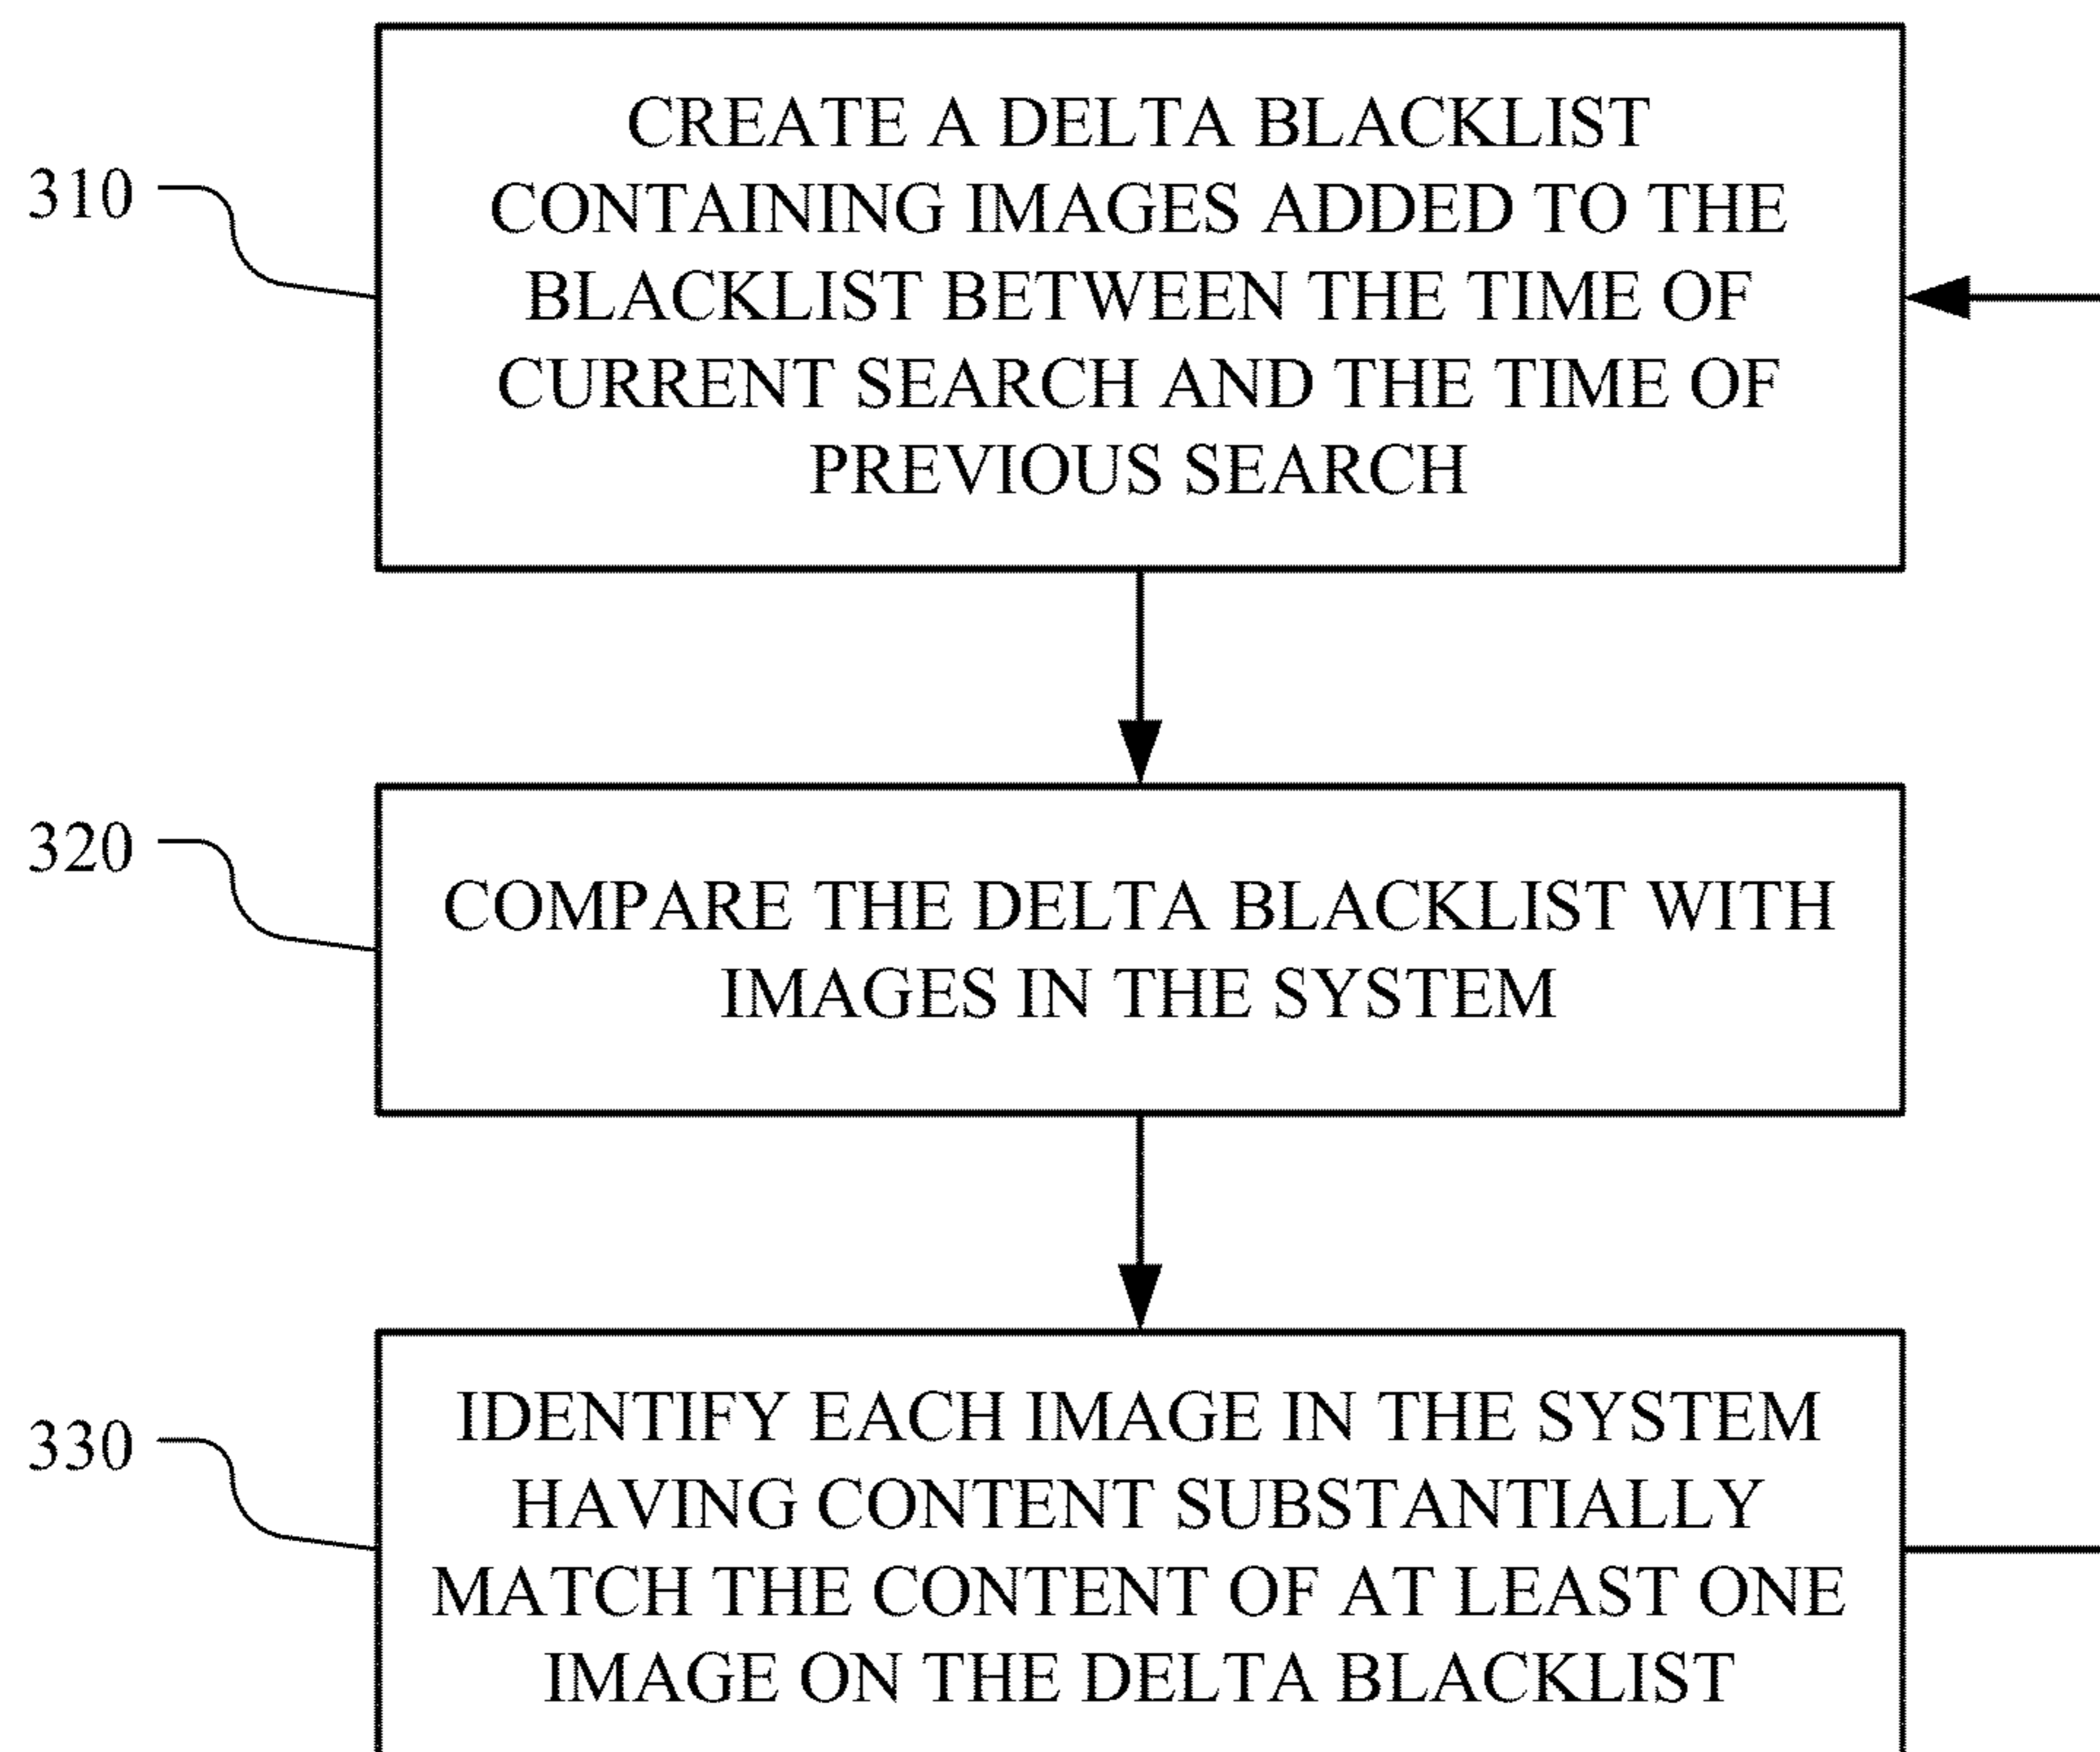 CREATE A DELTA BLACKLIST
310
CONTAINING IMAGES ADDED TO THE
BLACKLIST BETWEEN THE TIME OF
CURRENT SEARCH AND THE TIME OF
PREVIOUS SEARCH
320
COMPARE THE DELTA BLACKLIST WITH
IMAGES IN THE SYSTEM
330
IDENTIFY EACH IMAGE IN THE SYSTEM
HAVING CONTENT SUBSTANTIALLY
MATCH THE CONTENT OF AT LEAST ONE
IMAGE ON THE DELTA BLACKLIST